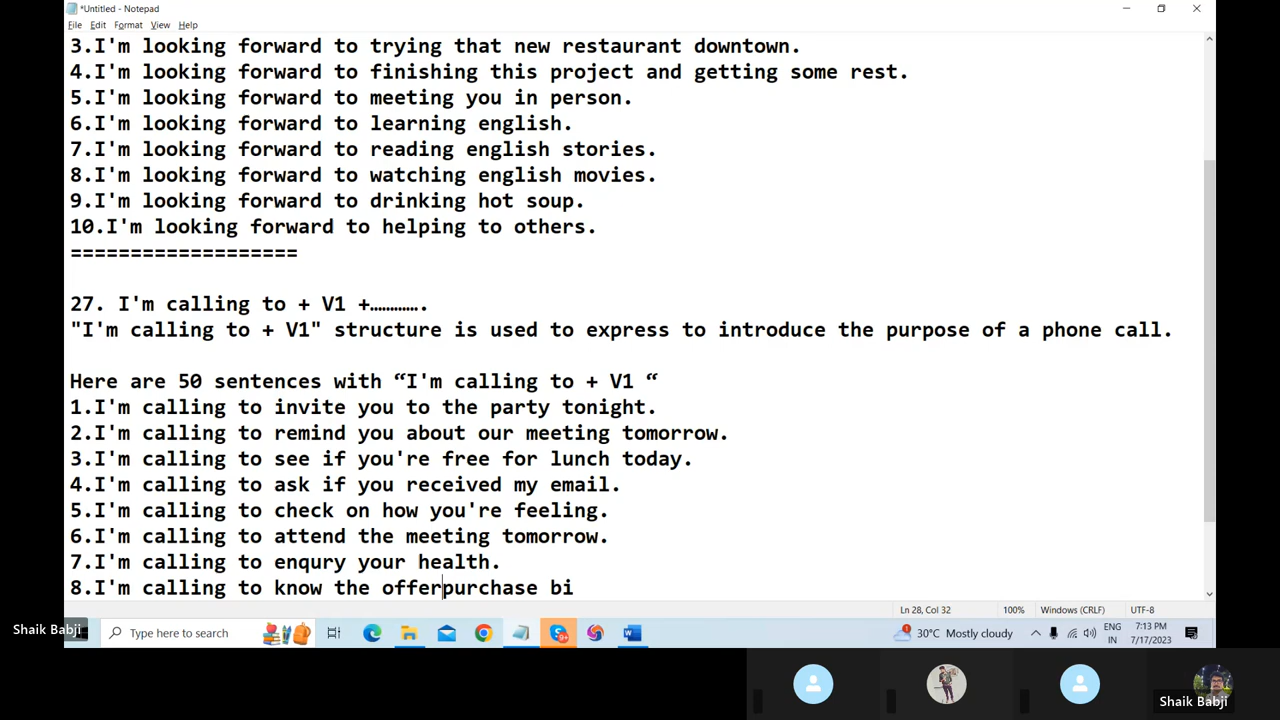 *Untitled - Notepad
File Edit Format View Help
3.I'm looking forward to trying that new restaurant downtown.
4.I'm looking forward to finishing this project and getting some rest.
5.I'm looking forward to meeting you in person.
6.I'm looking forward to learning english.
7.I'm looking forward to reading english stories.
8.I'm looking forward to watching english movies.
9.I'm looking forward to drinking hot soup.
10.I'm looking forward to helping to others.
===================
27. I'm calling to + V1 +………….
"I'm calling to + V1" structure is used to express to introduce the purpose of a phone call.
Here are 50 sentences with “I'm calling to + V1 “
1.I'm calling to invite you to the party tonight.
2.I'm calling to remind you about our meeting tomorrow.
3.I'm calling to see if you're free for lunch today.
4.I'm calling to ask if you received my email.
5.I'm calling to check on how you're feeling.
6.I'm calling to attend the meeting tomorrow.
7.I'm calling to enqury your health.
8.I'm calling to know the offerpurchase bi
Ln 28, Col 32 100% Windows (CRLF) UTF-8
Shaik Babji
Type here to search
30°C Mostly cloudy
ENG
IN
7:13 PM
7/17/2023
Shaik Babji